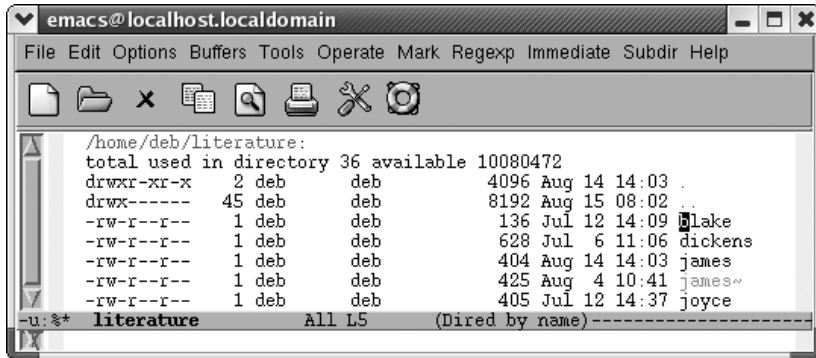 emacs@localhost.localdomain
File Edit Options Buffers Tools Operate Mark Regexp Immediate Subdir Help
/home/deb/literature:
total used in directory 36 available 10080472
drwxr-xr-x 2 deb deb 4096 Aug 14 14:03 .
drwx------ 45 deb deb 8192 Aug 15 08:02 ..
-rw-r--r-- 1 deb deb 136 Jul 12 14:09 blake
-rw-r--r-- 1 deb deb 628 Jul 6 11:06 dickens
-rw-r--r-- 1 deb deb 404 Aug 14 14:03 james
-rw-r--r-- 1 deb deb 425 Aug 4 10:41 james~
-rw-r--r-- 1 deb deb 405 Jul 12 14:37 joyce
-u:%* literature All L5 (Dired by name)---------------------